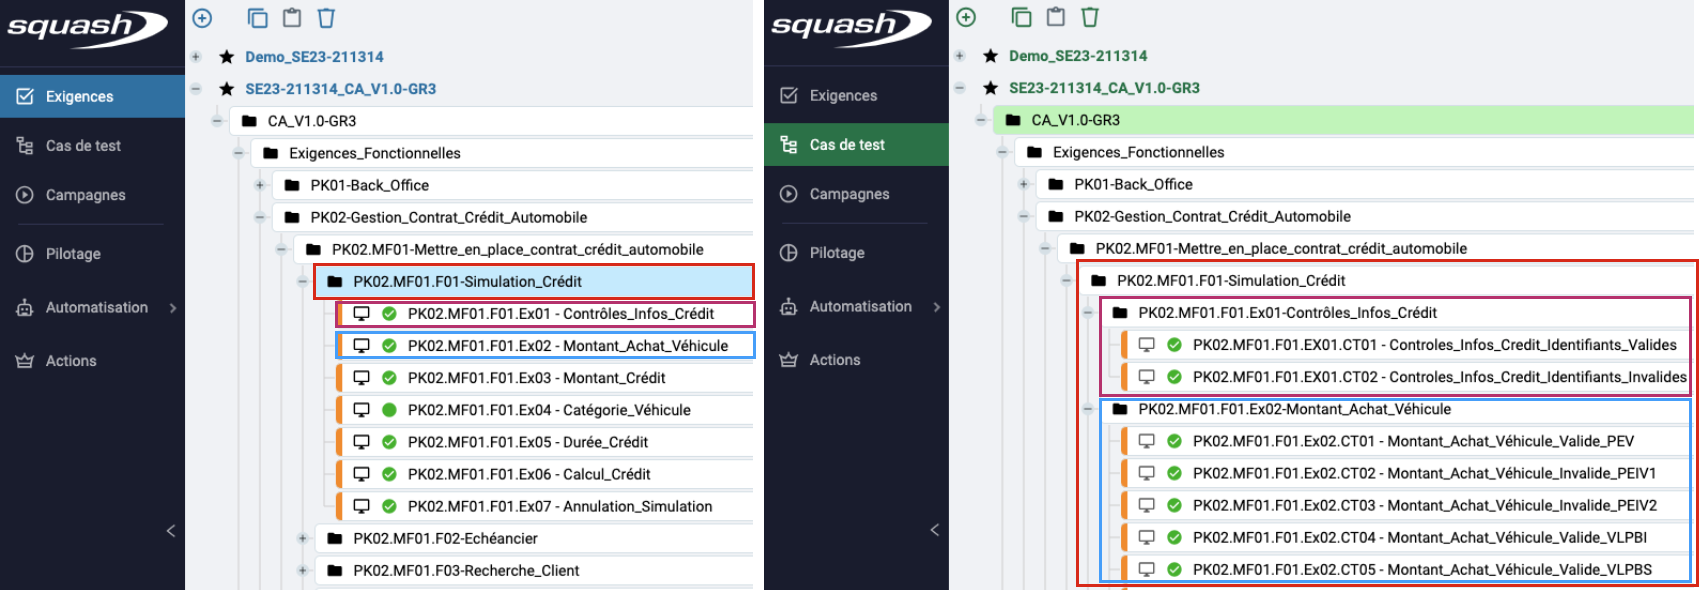 squash
Exigences
Cas de test
Campagnes
Pilotage
Automatisation
Actions
Demo_SE23-211314
SE23-211314_CA_V1.0-GR3
CA_V1.0-GR3
Exigences_Fonctionnelles
PK01-Back_Office
PK02-Gestion_Contrat_Crédit_Automobile
PK02.MF01-Mettre_en_place_contrat_crédit_automobile
PK02.MF01.F01-Simulation_Crédit
PK02.MF01.F01.Ex01 - Contrôles_Infos_Crédit
PK02.MF01.F01.Ex02 - Montant_Achat_Véhicule
PK02.MF01.F01.Ex03 - Montant_Crédit
PK02.MF01.F01.Ex04 - Catégorie_Véhicule
PK02.MF01.F01.Ex05 - Durée_Crédit
PK02.MF01.F01.Ex06 - Calcul_Crédit
PK02.MF01.F01.Ex07 - Annulation_Simulation
PK02.MF01.F02-Echéancier
PK02.MF01.F03-Recherche_Client
squash
Exigences
Cas de test
Campagnes
Pilotage
Automatisation
Actions
Demo_SE23-211314
SE23-211314_CA_V1.0-GR3
CA_V1.0-GR3
Exigences_Fonctionnelles
PK01-Back_Office
PK02-Gestion_Contrat_Crédit_Automobile
PK02.MF01-Mettre_en_place_contrat_crédit_automobile
PK02.MF01.F01-Simulation_Crédit
PK02.MF01.F01.Ex01-Contrôles_Infos_Crédit
PK02.MF01.F01.EX01.CT01 - Controles_Infos_Credit_Identifiants_Valides
PK02.MF01.F01.EX01.CT02 - Controles_Infos_Credit_Identifiants_Invalides
PK02.MF01.F01.Ex02-Montant_Achat_Véhicule
PK02.MF01.F01.Ex02.CT01 - Montant_Achat_Véhicule_Valide_PEV
PK02.MF01.F01.Ex02.CT02 - Montant_Achat_Véhicule_Invalide_PEIV1
PK02.MF01.F01.Ex02.CT03 - Montant_Achat_Véhicule_Invalide_PEIV2
PK02.MF01.F01.Ex02.CT04 - Montant_Achat_Véhicule_Valide_VLPBI
PK02.MF01.F01.Ex02.CT05 - Montant_Achat_Véhicule_Valide_VLPBS